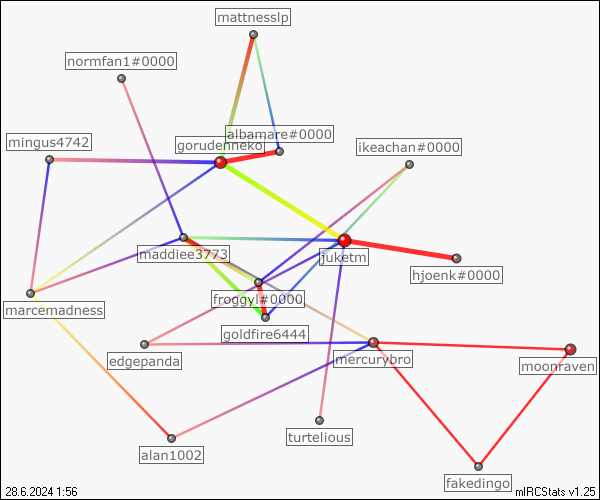 mattnesslp
normfan1#0000
albamare#0000
mingus4742
goruderneko
ikeachan#0000
maddiee3773
juketm
hjoenk#0000
froggyl#0000
marcemadness
goldfire6444
edgepanda
mercurybro
moonraven
turtelious
alan1002
fakedingo
28.6.2024 1:56
mIRCStats v1.25